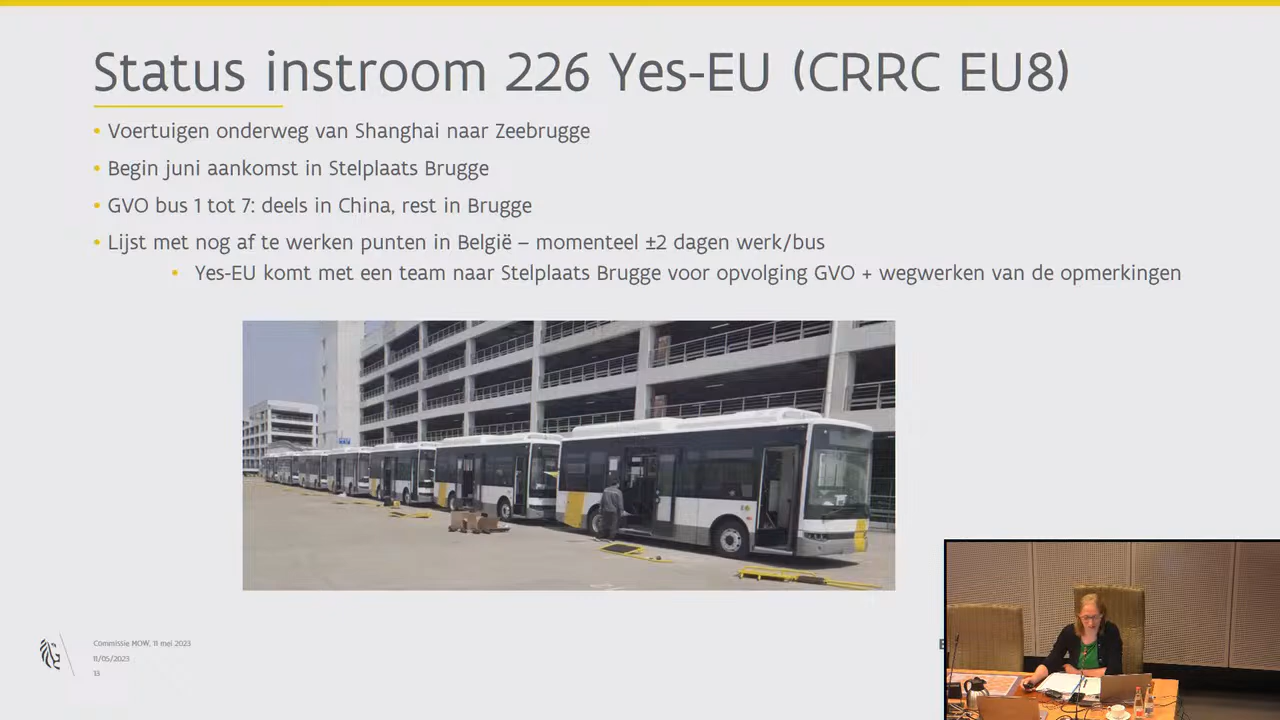 Status instroom 226 Yes-EU (CRRC EU8)
• Voertuigen onderweg van Shanghai naar Zeebrugge
• Begin juni aankomst in Stelplaats Brugge
• GVO bus 1 tot 7: deels in China, rest in Brugge
• Lijst met nog af te werken punten in België – momenteel ±2 dagen werk/bus
• Yes-EU komt met een team naar Stelplaats Brugge voor opvolging GVO + wegwerken van de opmerkingen
Commissie MOW, 11 mei 2023
11/05/2023
13